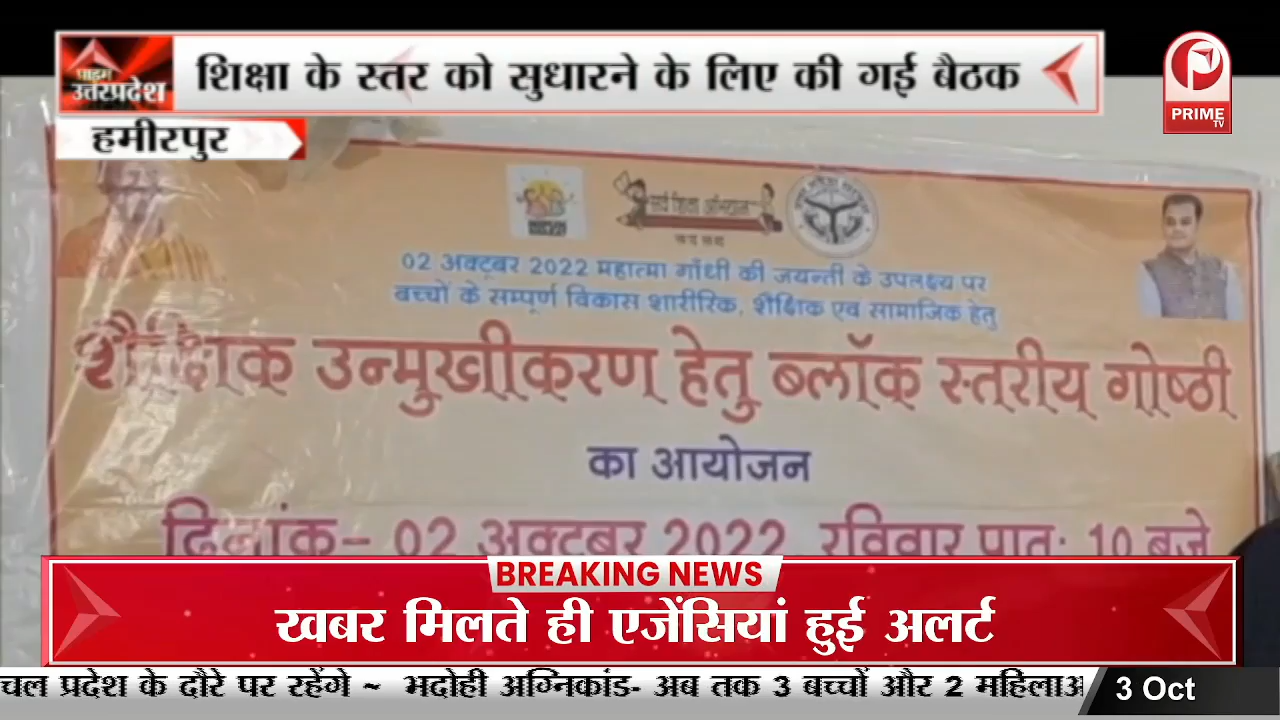 प्राइम
उत्तरप्रदेश
शिक्षा के स्तर को सुधारने के लिए की गई बैठक
PRIME
TV
हमीरपुर
सर्व शिक्षा अभियान
02 अक्टूबर 2022 महात्मा गाँधी की जयन्ती के उपलक्ष्य पर
बच्चों के सम्पूर्ण विकास शारीरिक, शैक्षिक एवं सामाजिक हेतु
शैक्षिक उन्मुखीकरण हेतु ब्लॉक स्तरीय गोष्ठी
का आयोजन
दिनांक- 02 अक्टूबर 2022, रविवार प्रातः 10 बजे
BREAKING NEWS
खबर मिलते ही एजेंसियां हुई अलर्ट
चल प्रदेश के दौरे पर रहेंगे ~ भदोही अग्निकांड- अब तक 3 बच्चों और 2 महिलाअ
3 Oct